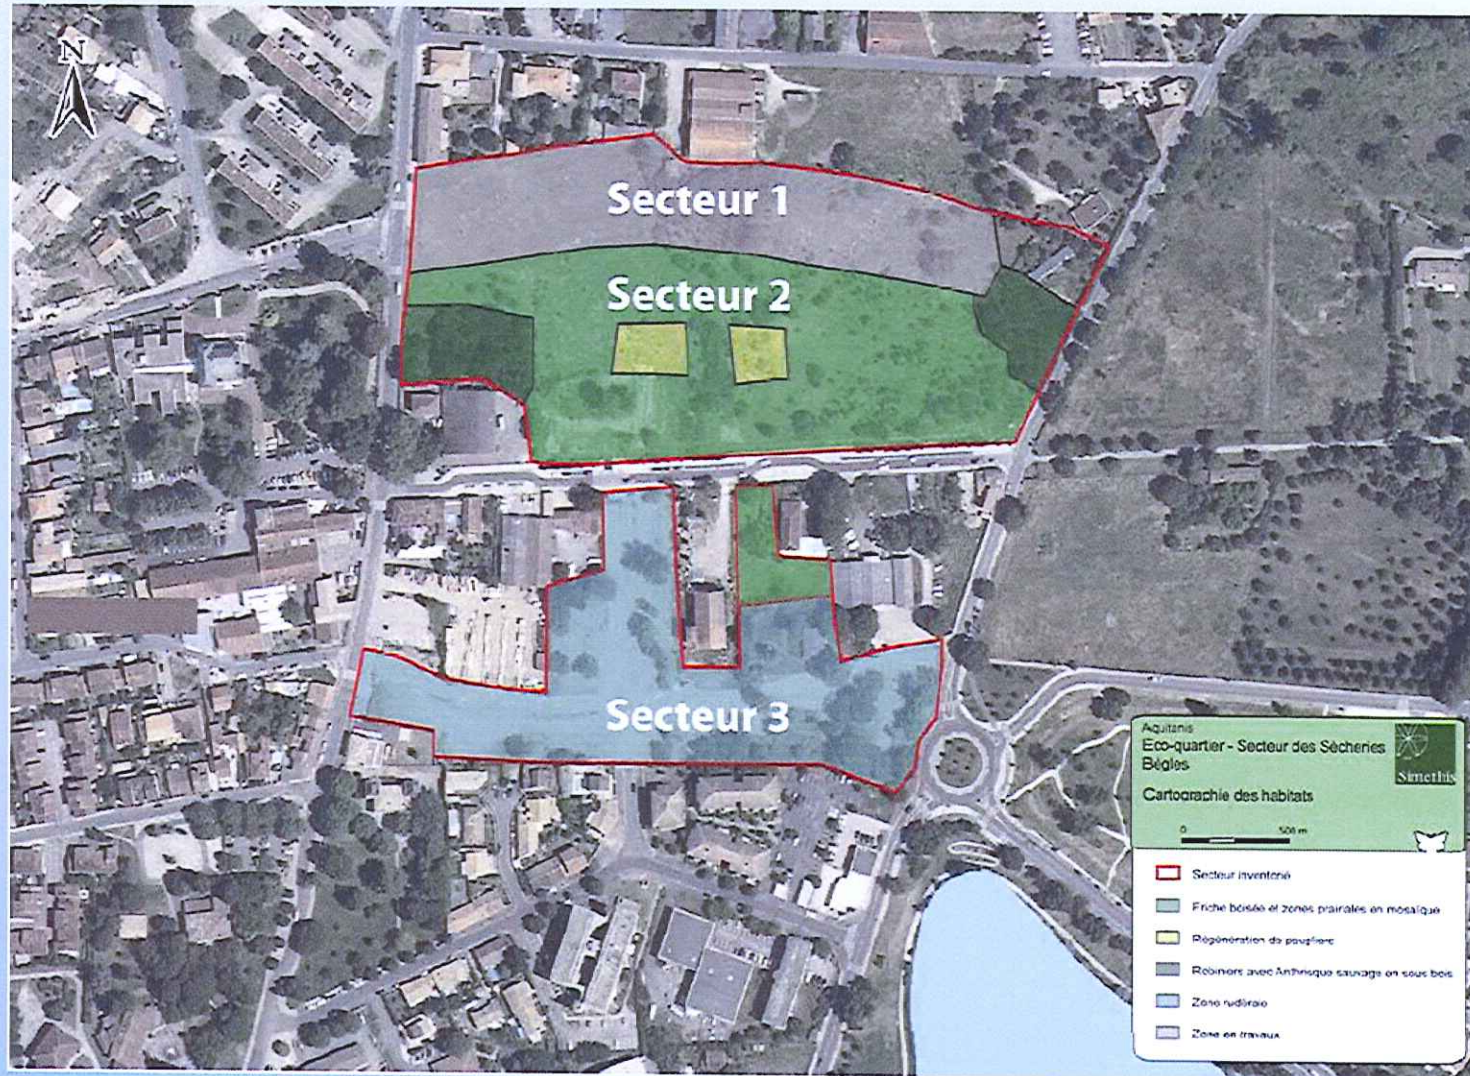 N
Secteur 1
Secteur 2
Secteur 3
Aquitanis
Eco-quartier - Secteur des Sècheries
Bègles
Simethis
Cartographie des habitats
0 500 m
Secteur inventorié
Friche boisée et zones prairiales en mosaïque
Régénération de peupliers
Robiniers avec Anthrisque sauvage en sous bois
Zone rudérale
Zone en travaux